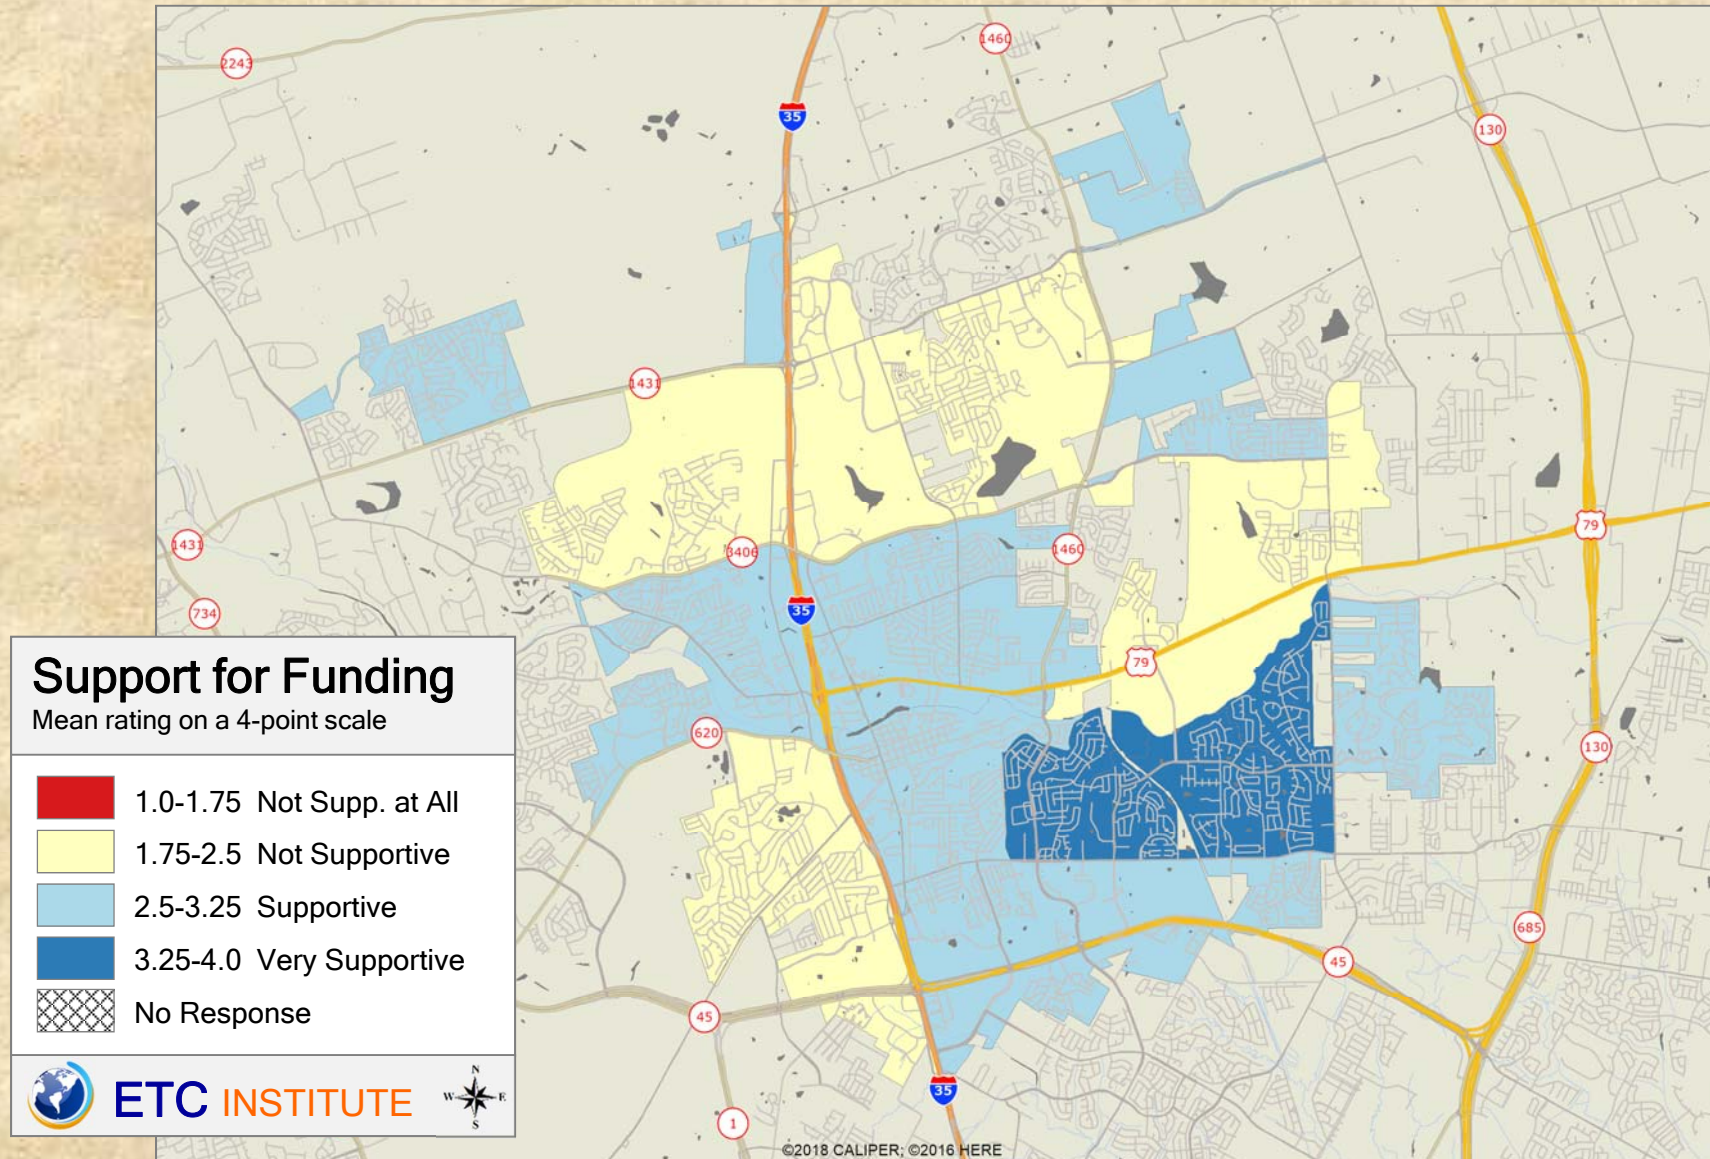 2243
1460
35
130
1431
79
1431
3406
1460
35
734
79
Support for Funding
Mean rating on a 4-point scale
620
130
1.0-1.75 Not Supp. at All
1.75-2.5 Not Supportive
2.5-3.25 Supportive
3.25-4.0 Very Supportive
No Response
685
45
45
N
W E
S
ETC INSTITUTE
35
1
©2018 CALIPER; ©2016 HERE